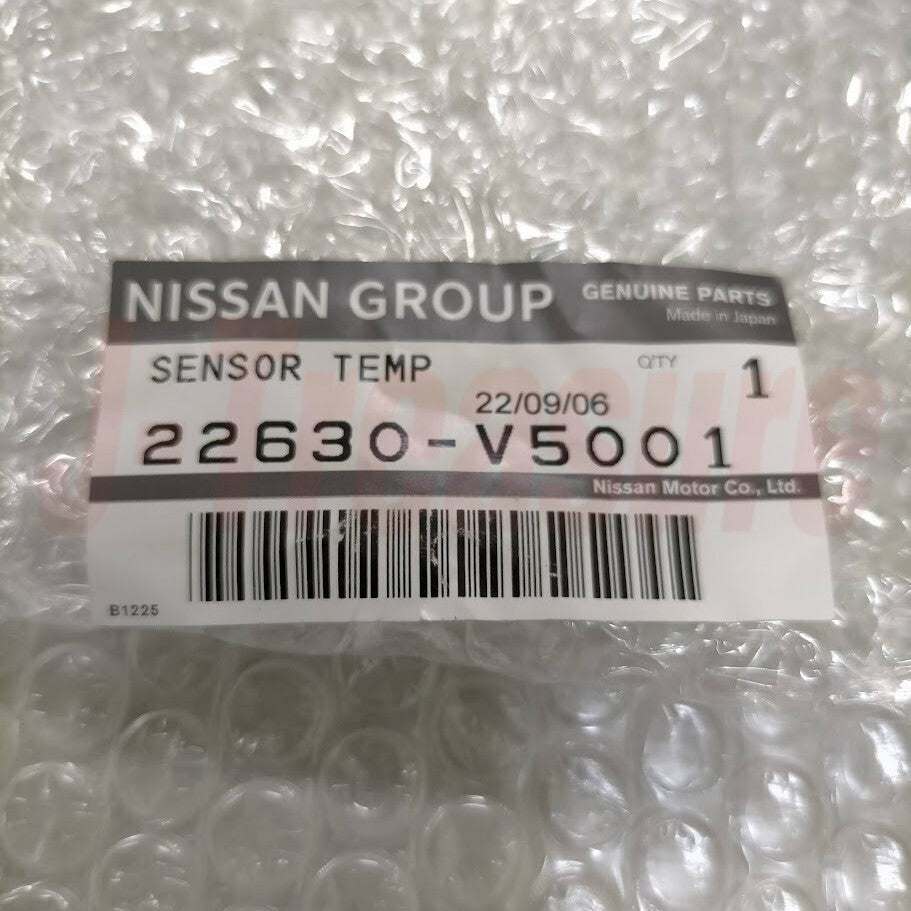 NISSAN GROUP GENUINE PARTS
Made in Japan
SENSOR TEMP Q'TY 1
22/09/06
22630-V5001
Nissan Motor Co., Ltd.
B1225